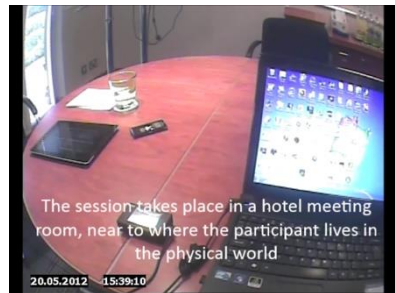 The session takes place in a hotel meeting
room, near to where the participant lives in
the physical world
20.05.2012 15:39:10